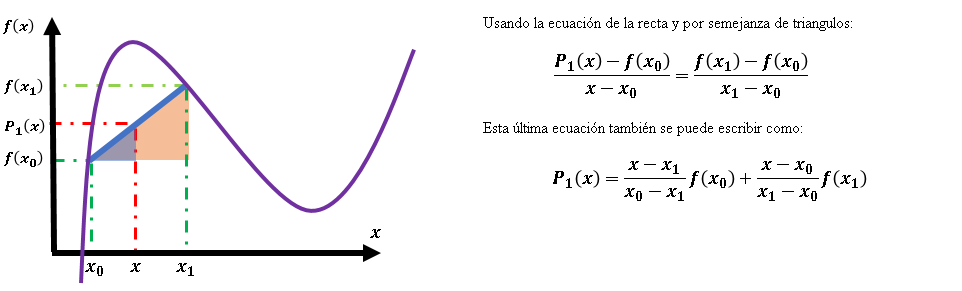 f(x)
f(x₁)
P₁(x)
f(x₀)
x
x₀ x x₁
Usando la ecuación de la recta y por semejanza de triangulos:
(P₁(x) − f(x₀))/(x − x₀) = (f(x₁) − f(x₀))/(x₁ − x₀)
Esta última ecuación también se puede escribir como:
P₁(x) = (x − x₁)/(x₀ − x₁) f(x₀) + (x − x₀)/(x₁ − x₀) f(x₁)